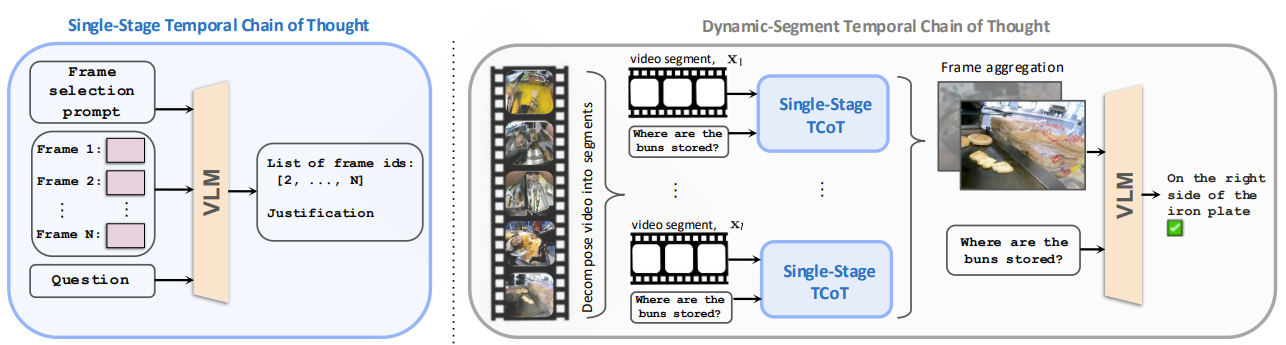 Single-Stage Temporal Chain of Thought
Frame
selection
prompt
Frame 1:
Frame 2:
Frame N:
Question
VLM
List of frame ids:
[2, ..., N]
Justification
Dynamic-Segment Temporal Chain of Thought
Decompose video into segments
video segment, x₁
Where are the
buns stored?
Single-Stage
TCoT
video segment, xₗ
Where are the
buns stored?
Single-Stage
TCoT
Frame aggregation
Where are the
buns stored?
VLM
On the right
side of the
iron plate